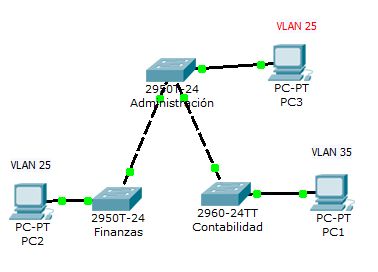 VLAN 25
2950T-24
Administración
PC-PT
PC3
VLAN 25
VLAN 35
PC-PT
PC2
2950T-24
Finanzas
2960-24TT
Contabilidad
PC-PT
PC1